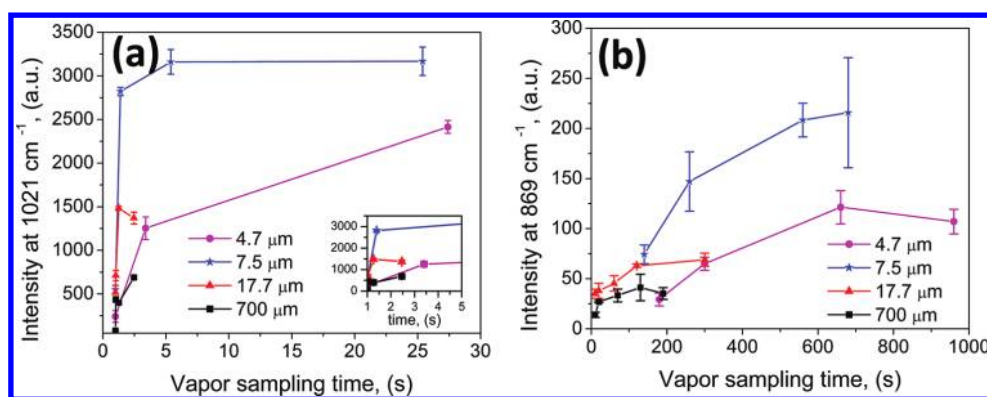 (a)
Intensity at 1021 cm⁻¹, (a.u.)
3500
3000
2500
2000
1500
1000
500
4.7 μm
7.5 μm
17.7 μm
700 μm
3000
2000
1000
0
1 2 3 4 5
time, (s)
0 5 10 15 20 25 30
Vapor sampling time, (s)
(b)
Intensity at 869 cm⁻¹, (a.u.)
300
250
200
150
100
50
0
4.7 μm
7.5 μm
17.7 μm
700 μm
0 200 400 600 800 1000
Vapor sampling time, (s)